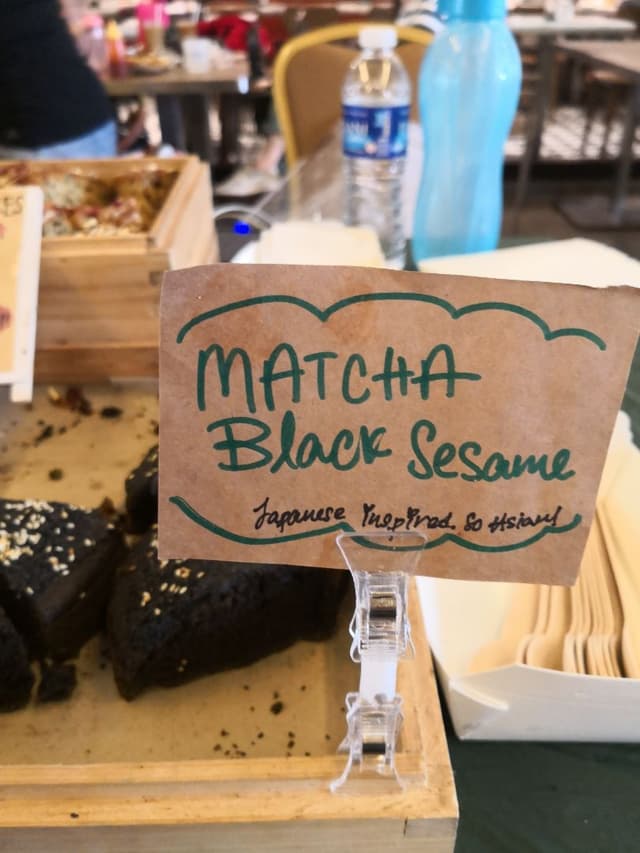 MATCHA
Black Sesame
Japanese inspired so Asian!